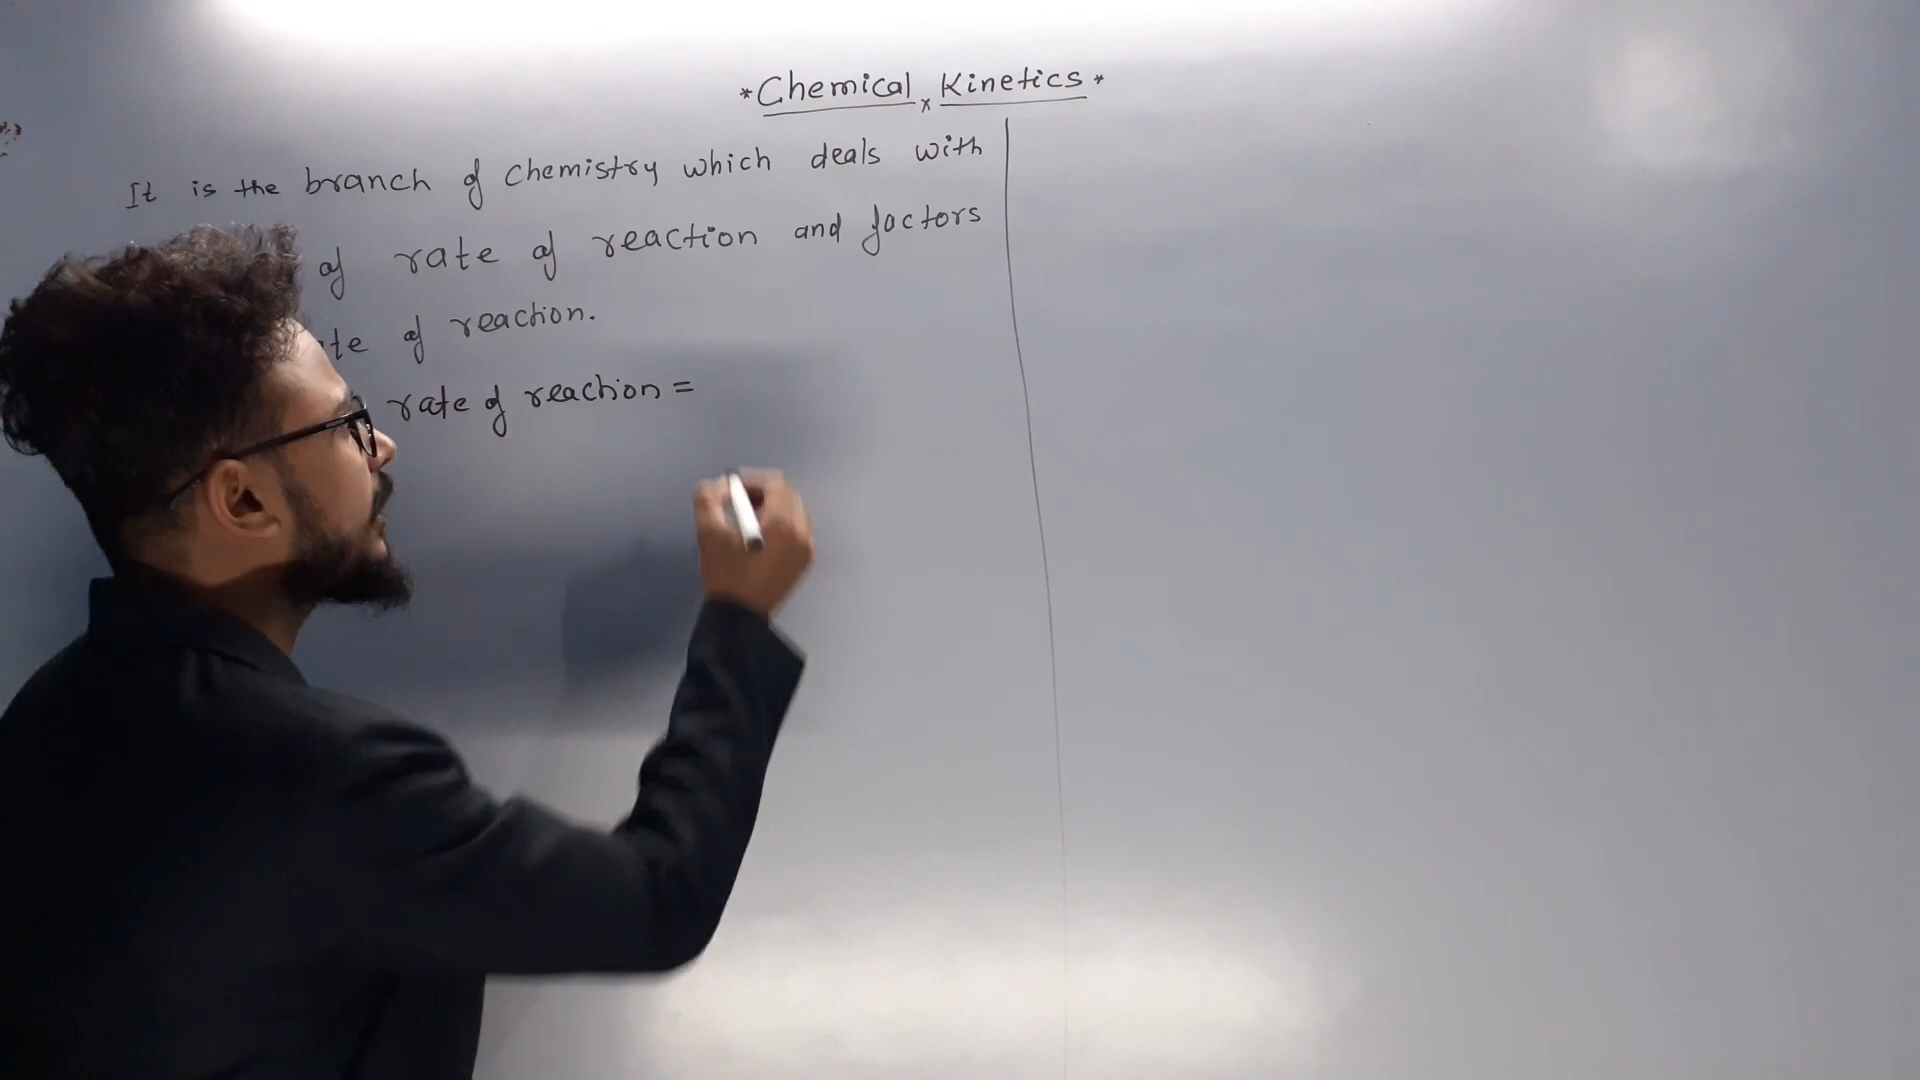 *Chemical x Kinetics*
It is the branch of chemistry which deals with
of rate of reaction and factors
of reaction.
rate of reaction =